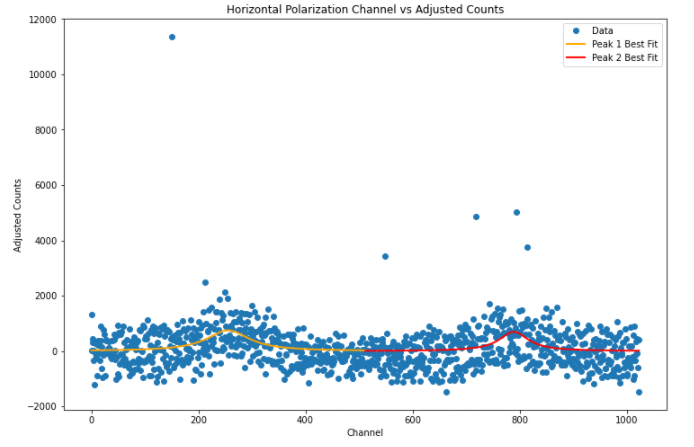 Horizontal Polarization Channel vs Adjusted Counts
Data
Peak 1 Best Fit
Peak 2 Best Fit
12000
10000
8000
6000
4000
2000
0
−2000
Adjusted Counts
0
200
400
600
800
1000
Channel